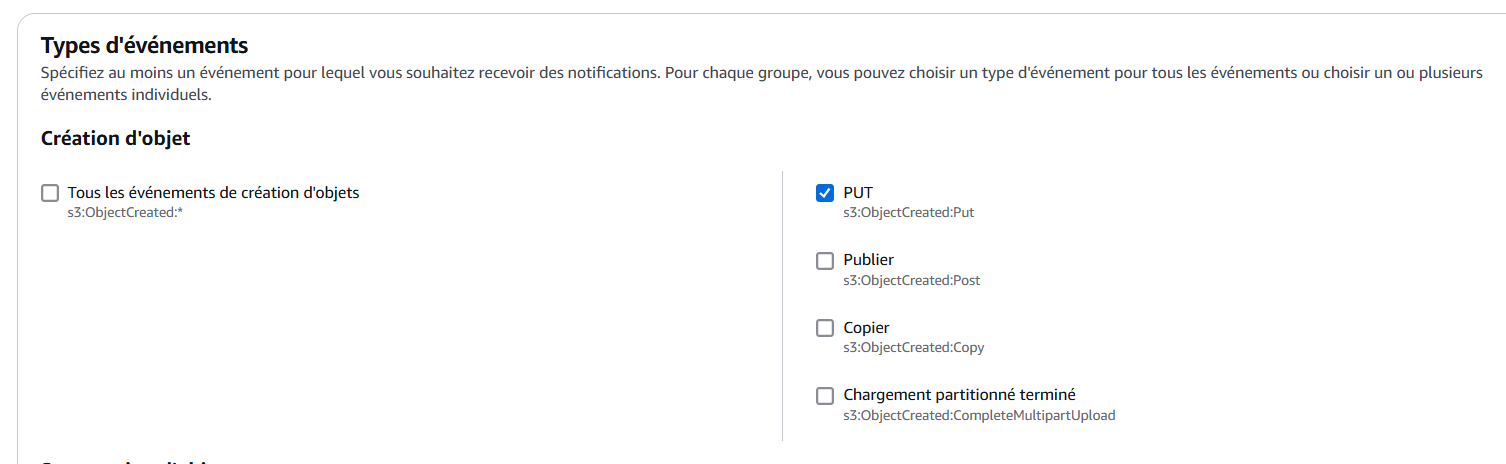 Types d'événements
Spécifiez au moins un événement pour lequel vous souhaitez recevoir des notifications. Pour chaque groupe, vous pouvez choisir un type d'événement pour tous les événements ou choisir un ou plusieurs
événements individuels.
Création d'objet
Tous les événements de création d'objets
s3:ObjectCreated:*
PUT
s3:ObjectCreated:Put
Publier
s3:ObjectCreated:Post
Copier
s3:ObjectCreated:Copy
Chargement partitionné terminé
s3:ObjectCreated:CompleteMultipartUpload